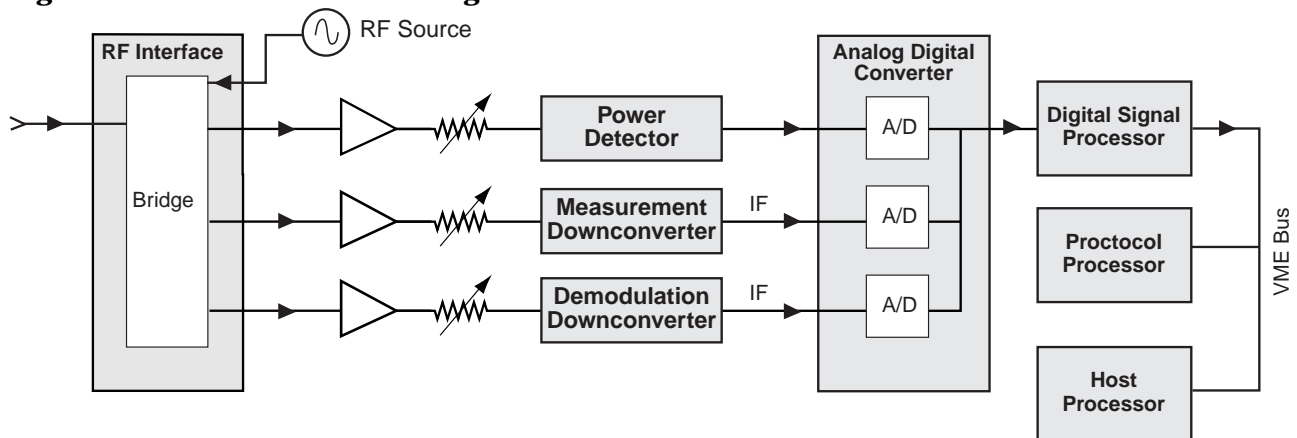 RF Source
RF Interface
Bridge
Power
Detector
Measurement
Downconverter
Demodulation
Downconverter
IF
IF
Analog Digital
Converter
A/D
A/D
A/D
Digital Signal
Processor
Proctocol
Processor
Host
Processor
VME Bus